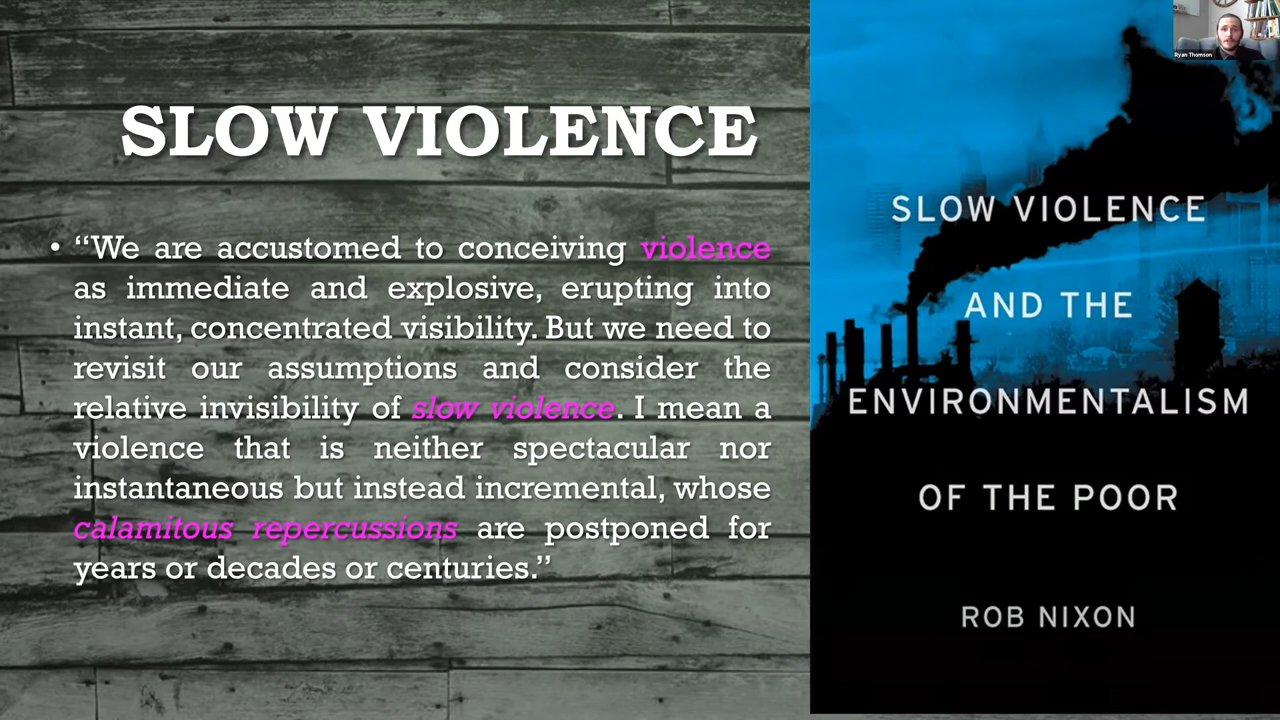 SLOW VIOLENCE
• “We are accustomed to conceiving violence
as immediate and explosive, erupting into
instant, concentrated visibility. But we need to
revisit our assumptions and consider the
relative invisibility of slow violence. I mean a
violence that is neither spectacular nor
instantaneous but instead incremental, whose
calamitous repercussions are postponed for
years or decades or centuries.”
SLOW VIOLENCE
AND THE
ENVIRONMENTALISM
OF THE POOR
ROB NIXON
Ryan Thomson